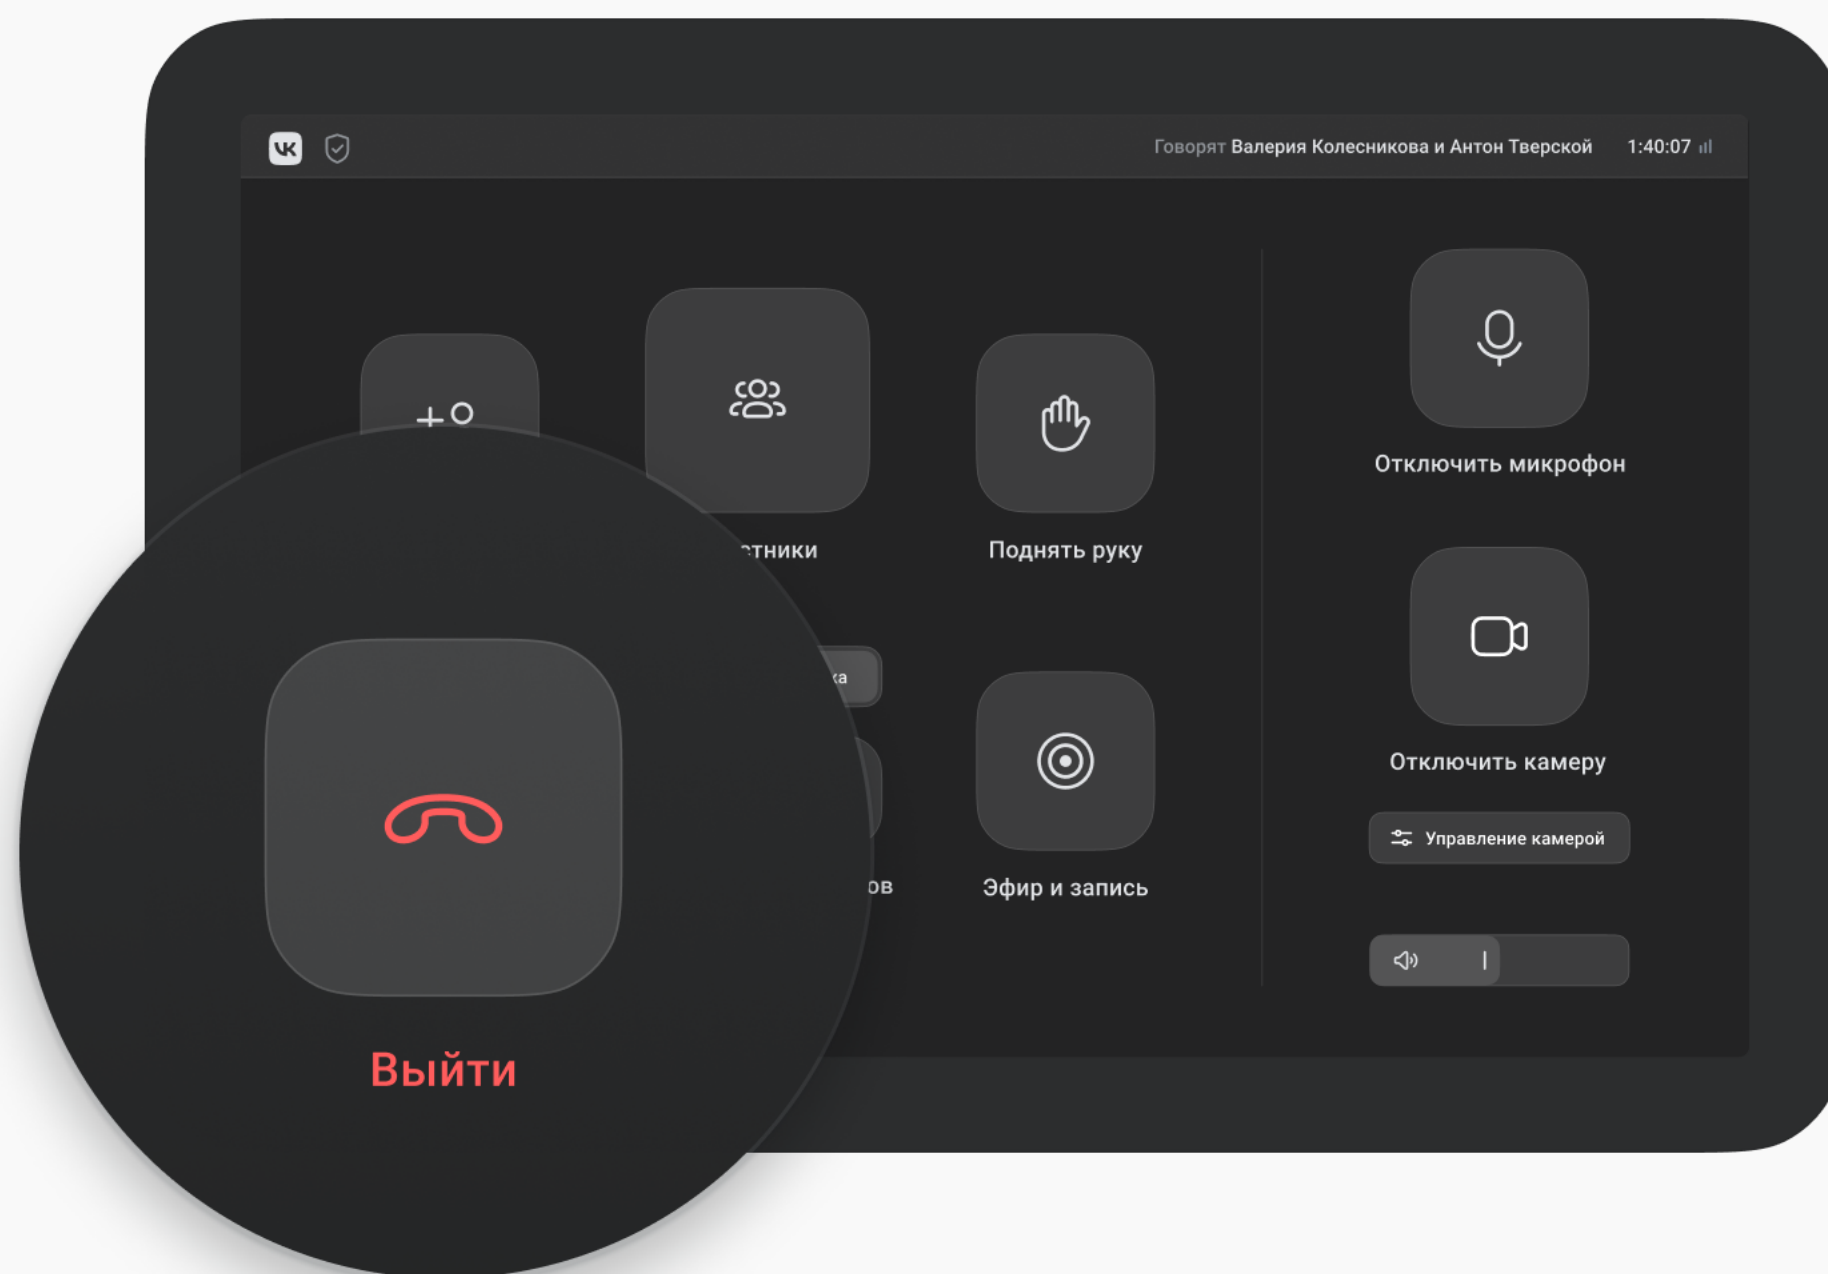 VK
Говорят Валерия Колесникова и Антон Тверской 1:40:07
Поднять руку
Отключить микрофон
Эфир и запись
Отключить камеру
Управление камерой
Выйти